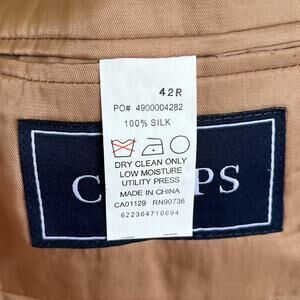 42R
PO# 4900004282
100% SILK
DRY CLEAN ONLY
LOW MOISTURE
UTILITY PRESS
MADE IN CHINA
CA01129 RN90736
622364710694